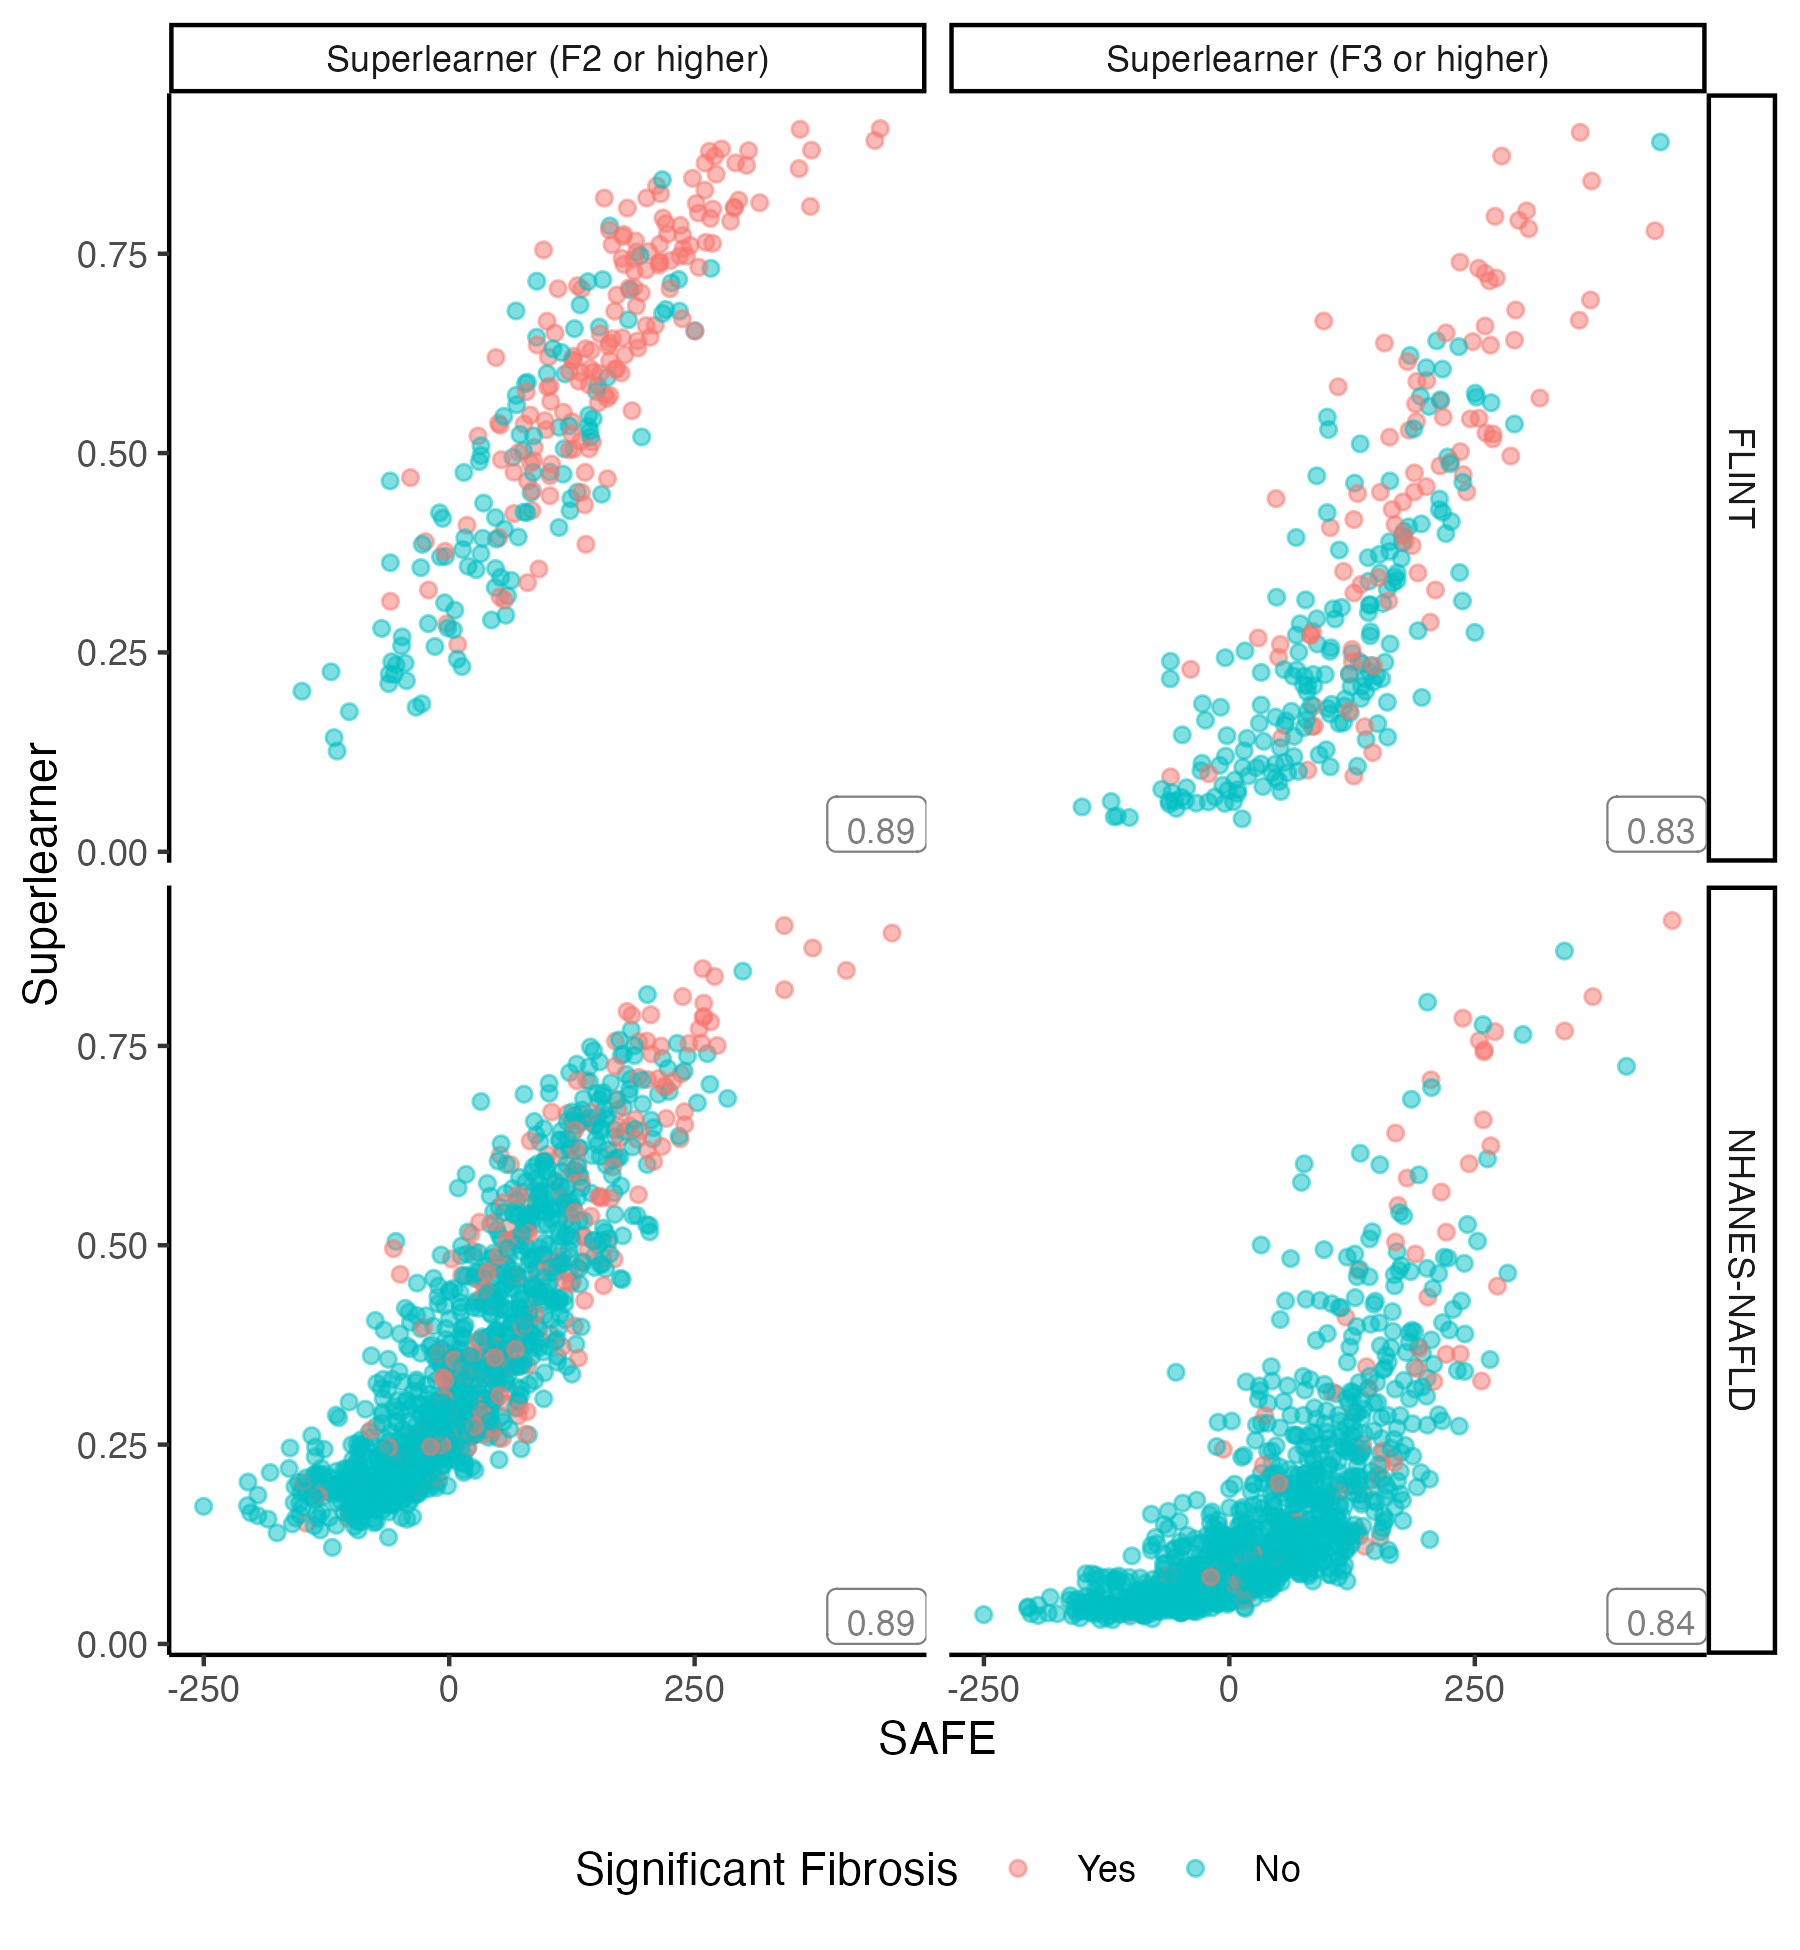 Superlearner (F2 or higher)
Superlearner (F3 or higher)
0.75
0.50
0.25
0.00
0.89
0.83
FLINT
Superlearner
0.75
0.50
0.25
0.00
0.89
0.84
NHANES-NAFLD
-250
0
250
-250
0
250
SAFE
Significant Fibrosis
Yes
No